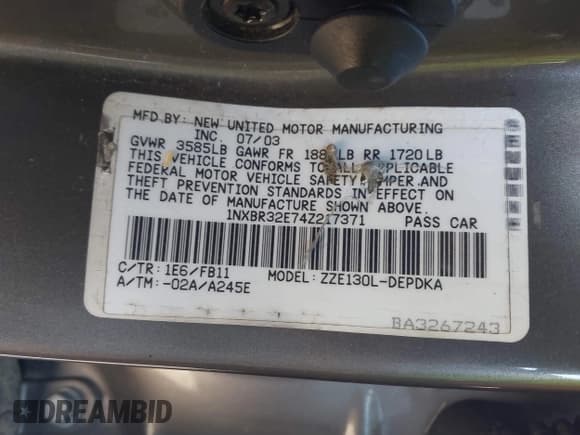 MFD BY: NEW UNITED MOTOR MANUFACTURING
INC. 07/03
GVWR 3585LB GAWR FR LB RR 1720LB
THIS VEHICLE CONFORMS TO ALL APPLICABLE
FEDERAL MOTOR VEHICLE SAFETY, BUMPER AND
THEFT PREVENTION STANDARDS IN EFFECT ON
THE DATE OF MANUFACTURE SHOWN ABOVE.
1NXBR32E74Z217371 PASS CAR
C/TR: 1E6/FB11 MODEL: ZZE130L-DEPDKA
A/TM: -02A/A245E
BA3267243
DREAMBID